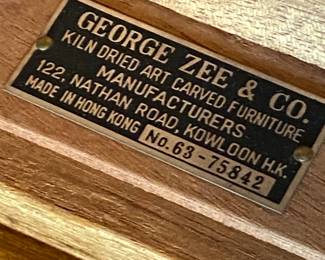 GEORGE ZEE & CO.
KILN DRIED ART CARVED FURNITURE
MANUFACTURERS
122, NATHAN ROAD, KOWLOON H.K.
MADE IN HONG KONG No. 63-75842